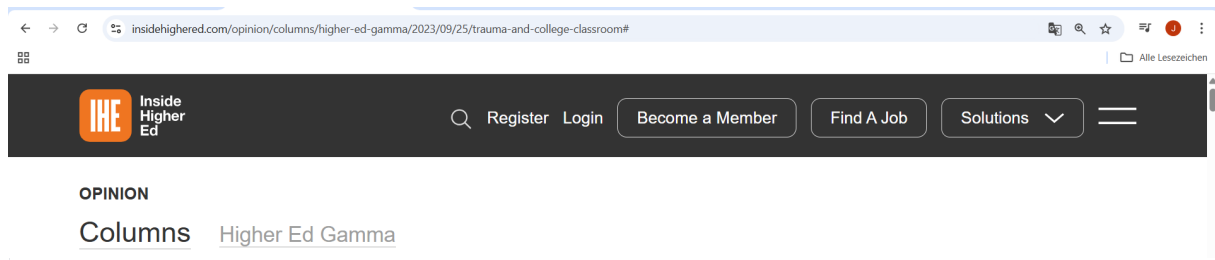 insidehighered.com/opinion/columns/higher-ed-gamma/2023/09/25/trauma-and-college-classroom#
J
Alle Lesezeichen
IHE Inside
Higher
Ed
Register Login Become a Member Find A Job Solutions
OPINION
Columns Higher Ed Gamma